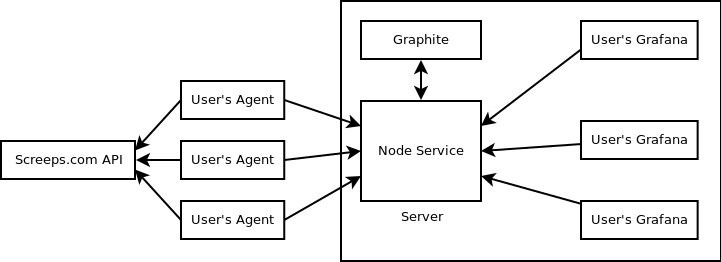 Graphite
User's Grafana
User's Agent
Screeps.com API
User's Agent
Node Service
User's Grafana
User's Agent
Server
User's Grafana